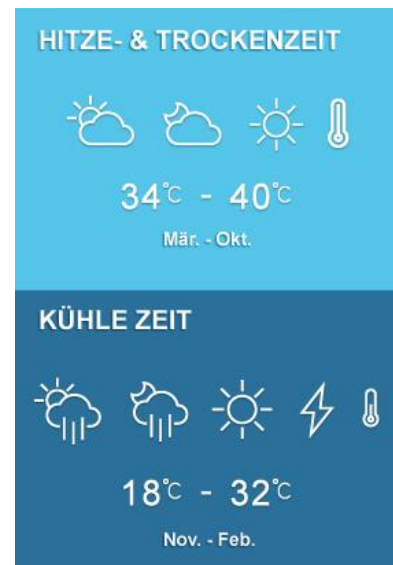 HITZE- & TROCKENZEIT
34°C - 40°C
Mär. - Okt.
KÜHLE ZEIT
18°C - 32°C
Nov. - Feb.